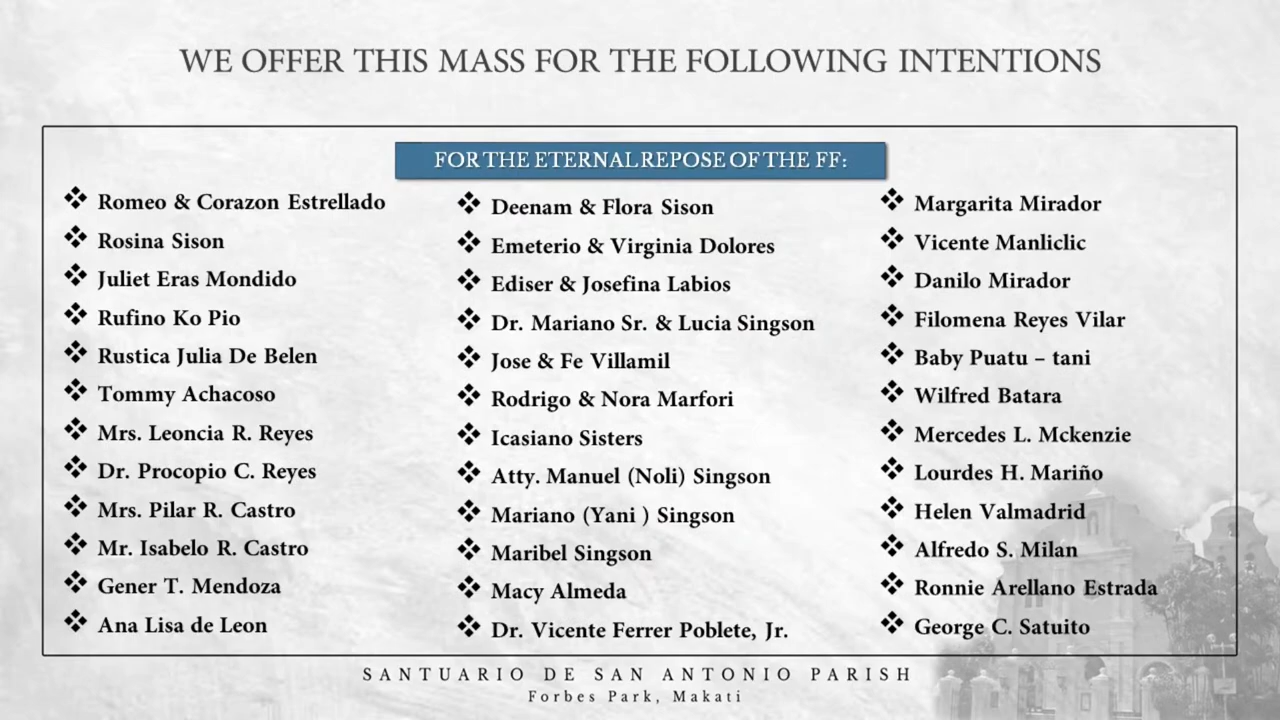 WE OFFER THIS MASS FOR THE FOLLOWING INTENTIONS
FOR THE ETERNAL REPOSE OF THE FF:
❖ Romeo & Corazon Estrellado
❖ Rosina Sison
❖ Juliet Eras Mondido
❖ Rufino Ko Pio
❖ Rustica Julia De Belen
❖ Tommy Achacoso
❖ Mrs. Leoncia R. Reyes
❖ Dr. Procopio C. Reyes
❖ Mrs. Pilar R. Castro
❖ Mr. Isabelo R. Castro
❖ Gener T. Mendoza
❖ Ana Lisa de Leon
❖ Deenam & Flora Sison
❖ Emeterio & Virginia Dolores
❖ Ediser & Josefina Labios
❖ Dr. Mariano Sr. & Lucia Singson
❖ Jose & Fe Villamil
❖ Rodrigo & Nora Marfori
❖ Icasiano Sisters
❖ Atty. Manuel (Noli) Singson
❖ Mariano (Yani ) Singson
❖ Maribel Singson
❖ Macy Almeda
❖ Dr. Vicente Ferrer Poblete, Jr.
❖ Margarita Mirador
❖ Vicente Manliclic
❖ Danilo Mirador
❖ Filomena Reyes Vilar
❖ Baby Puatu – tani
❖ Wilfred Batara
❖ Mercedes L. Mckenzie
❖ Lourdes H. Mariño
❖ Helen Valmadrid
❖ Alfredo S. Milan
❖ Ronnie Arellano Estrada
❖ George C. Satuito
SANTUARIO DE SAN ANTONIO PARISH
Forbes Park, Makati